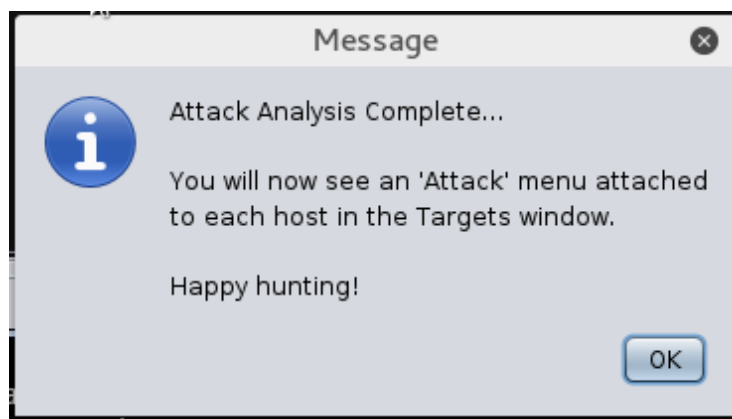 Message
Attack Analysis Complete...
You will now see an 'Attack' menu attached
to each host in the Targets window.
Happy hunting!
OK